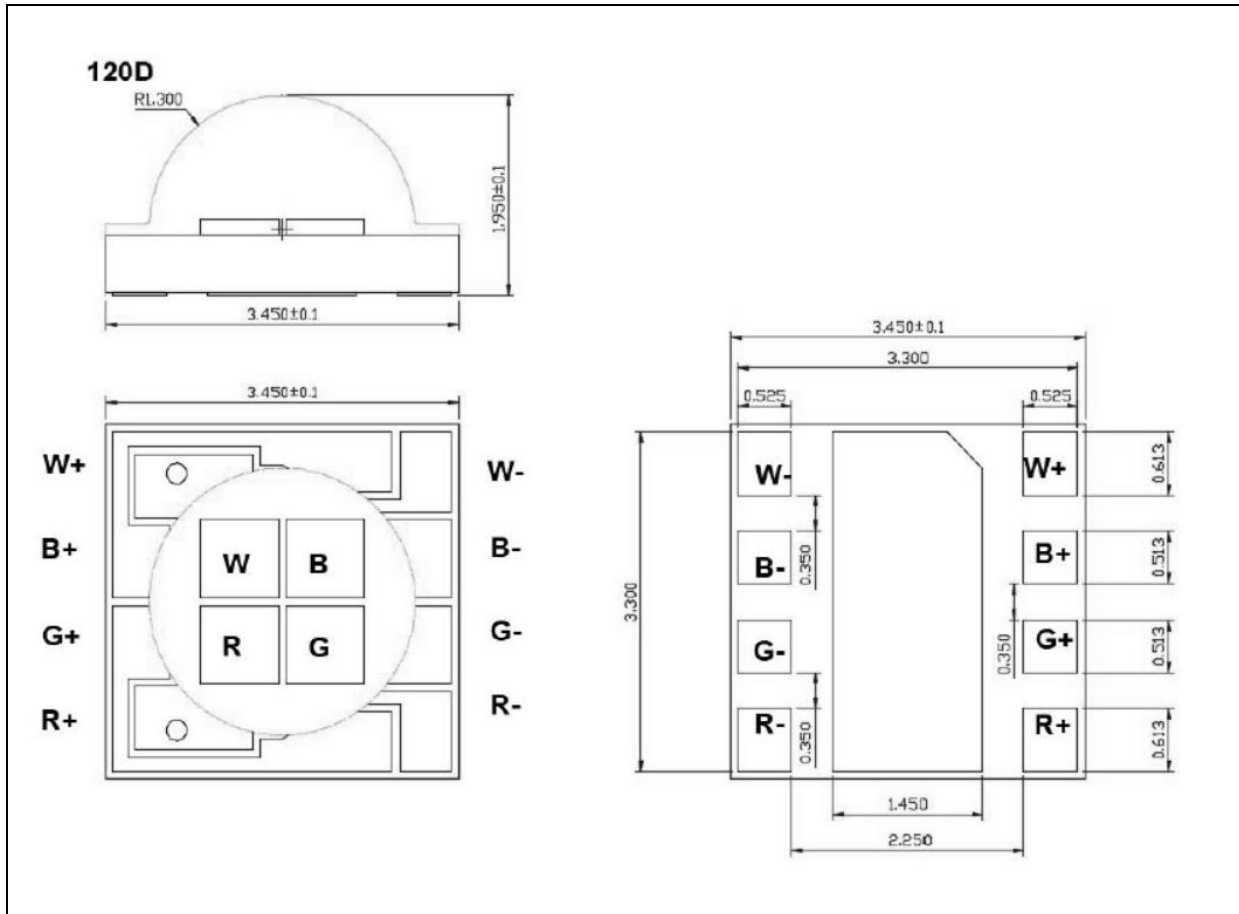 120D
R1.300
1.950±0.1
3.450±0.1
3.450±0.1
W+
B+
G+
R+
W B
R G
W-
B-
G-
R-
3.450±0.1
3.300
0.525 0.525
W- W+
B- B+
G- G+
R- R+
3.300
0.350
0.350
0.350
0.613
0.513
0.513
0.613
1.450
2.250